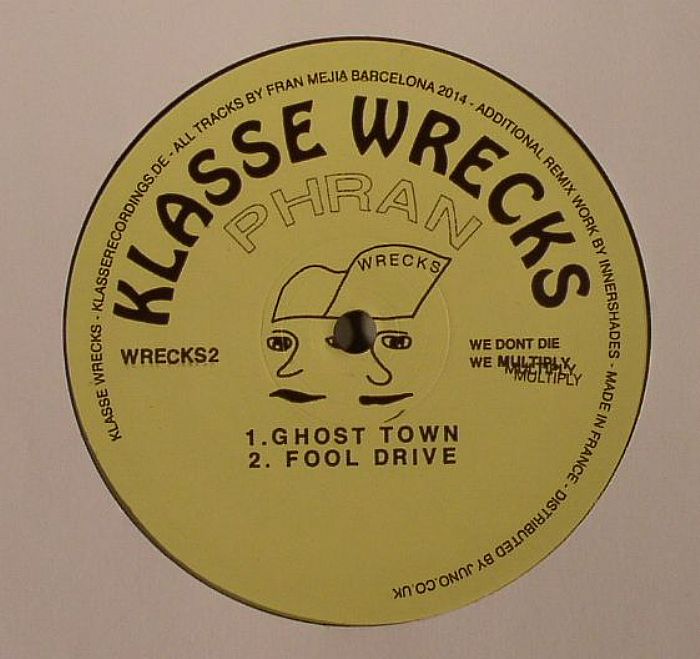 KLASSE WRECKS - KLASSERECORDINGS.DE - ALL TRACKS BY FRAN MEJIA BARCELONA 2014 - ADDITIONAL REMIX WORK BY INNERSHADES - MADE IN FRANCE - DISTRIBUTED BY JUNO.CO.UK
KLASSE WRECKS
PHRAN
WRECKS
WRECKS2
WE DONT DIE
WE MULTIPLY
MULTIPLY
MULTIPLY
1.GHOST TOWN
2. FOOL DRIVE